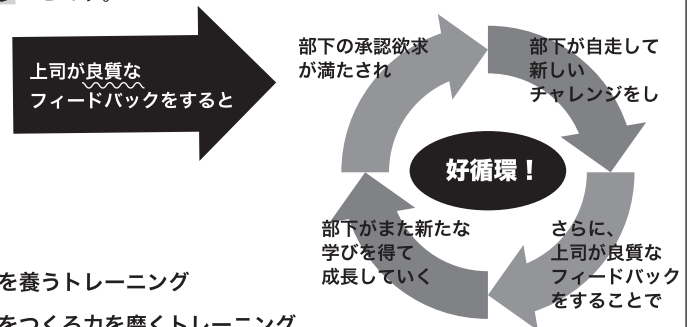 上司が良質な
フィードバックをすると
部下の承認欲求
が満たされ
部下が自走して
新しい
チャレンジをし
好循環！
さらに、
上司が良質な
フィードバック
をすることで
部下がまた新たな
学びを得て
成長していく
を養うトレーニング
をつくる力を磨くトレーニング